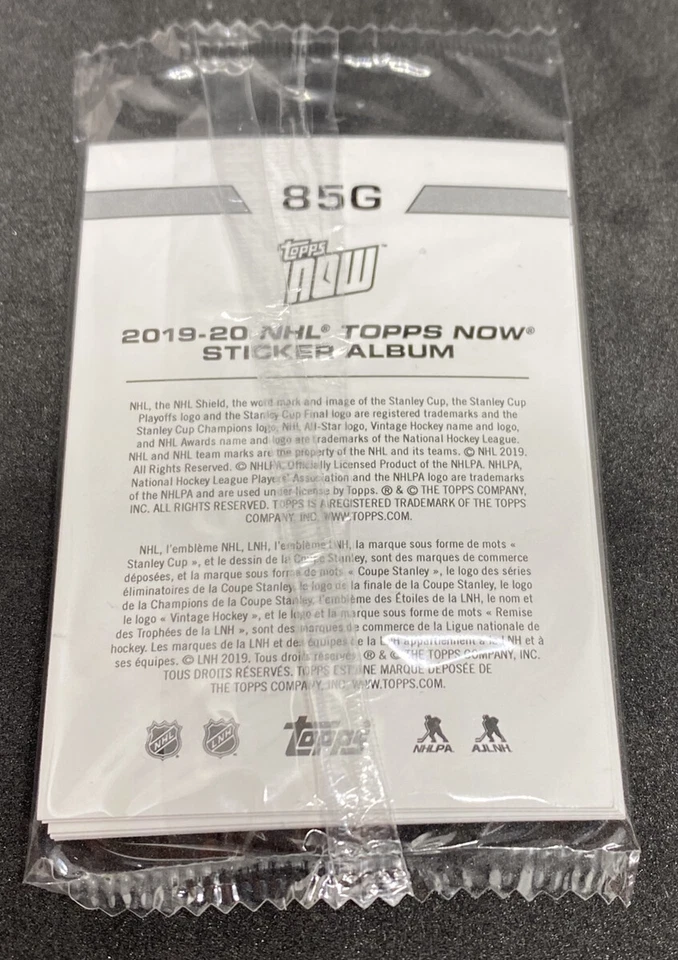 85G
TOPPS
NOW
2019-20 NHL® TOPPS NOW®
STICKER ALBUM
NHL, the NHL Shield, the word mark and image of the Stanley Cup, the Stanley Cup
Playoffs logo and the Stanley Cup Final logo are registered trademarks and the
Stanley Cup Champions logo, NHL All-Star logo, Vintage Hockey name and logo,
and NHL Awards name and logo are trademarks of the National Hockey League.
NHL and NHL team marks are the property of the NHL and its teams. © NHL 2019.
All Rights Reserved. © NHLPA. Officially Licensed Product of the NHLPA. NHLPA,
National Hockey League Players' Association and the NHLPA logo are trademarks
of the NHLPA and are used under license by Topps. ® & © THE TOPPS COMPANY,
INC. ALL RIGHTS RESERVED. TOPPS IS A REGISTERED TRADEMARK OF THE TOPPS
COMPANY, INC. WWW.TOPPS.COM.
NHL, l'emblème NHL, LNH, l'emblème LNH, la marque sous forme de mots «
Stanley Cup », et le dessin de la Coupe Stanley, sont des marques de commerce
déposées, et la marque sous forme de mots « Coupe Stanley », le logo des séries
éliminatoires de la Coupe Stanley, le logo de la finale de la Coupe Stanley, le logo
de la Champions de la Coupe Stanley, l'emblème des Étoiles de la LNH, le nom et
le logo « Vintage Hockey », et le logo et la marque sous forme de mots « Remise
des Trophées de la LNH », sont des marques de commerce de la Ligue nationale de
hockey. Les marques de la LNH et des équipes de la LNH appartiennent à la LNH et à
ses équipes. © LNH 2019. Tous droits réservés. ® & © THE TOPPS COMPANY, INC.
TOUS DROITS RÉSERVÉS. TOPPS EST UNE MARQUE DÉPOSÉE DE
THE TOPPS COMPANY, INC. WWW.TOPPS.COM.
NHL LNH Topps NHLPA AJLNH